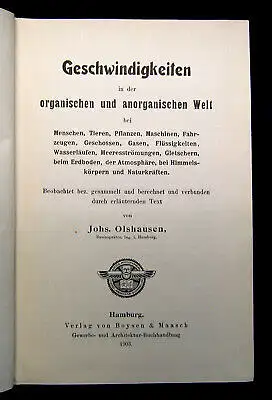 Geschwindigkeiten
in der
organischen und anorganischen Welt
bei
Menschen, Tieren, Pflanzen, Maschinen, Fahr-
zeugen, Geschossen, Gasen, Flüssigkeiten,
Wasserläufen, Meeresströmungen, Gletschern,
beim Erdboden, der Atmosphäre, bei Himmels-
körpern und Naturkräften.
Beobachtet bez. gesammelt und berechnet und verbunden
durch erläuternden Text
von
Johs. Olshausen,
i. Hamburg.
Hamburg.
Verlag von Boysen & Maasch
Gewerbe- und Architektur-Buchhandlung
1903.